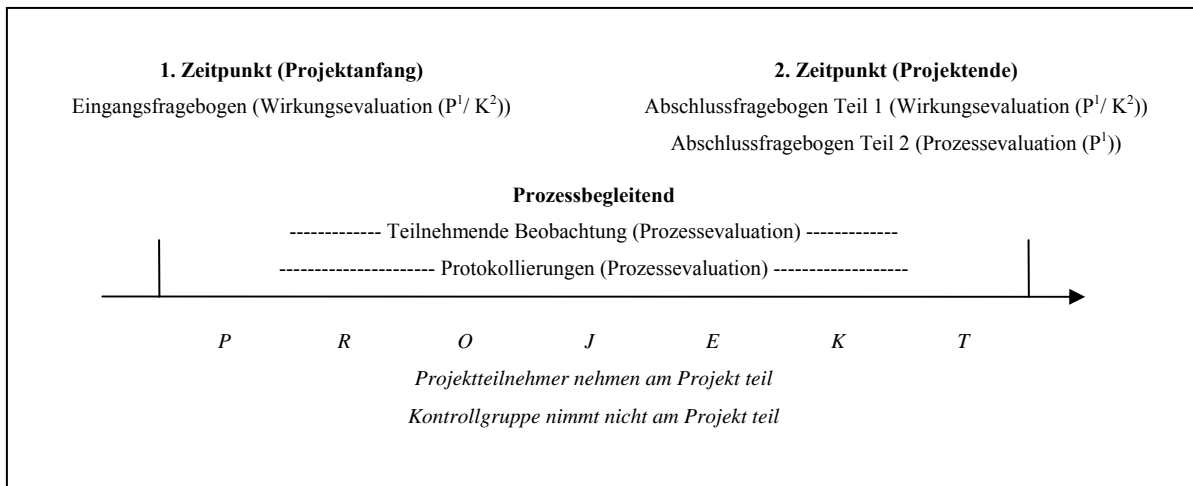 1. Zeitpunkt (Projektanfang)
Eingangsfragebogen (Wirkungsevaluation (P¹/ K²))
2. Zeitpunkt (Projektende)
Abschlussfragebogen Teil 1 (Wirkungsevaluation (P¹/ K²))
Abschlussfragebogen Teil 2 (Prozessevaluation (P¹))
Prozessbegleitend
------------- Teilnehmende Beobachtung (Prozessevaluation) -------------
---------------------- Protokollierungen (Prozessevaluation) -------------------
P R O J E K T
Projektteilnehmer nehmen am Projekt teil
Kontrollgruppe nimmt nicht am Projekt teil